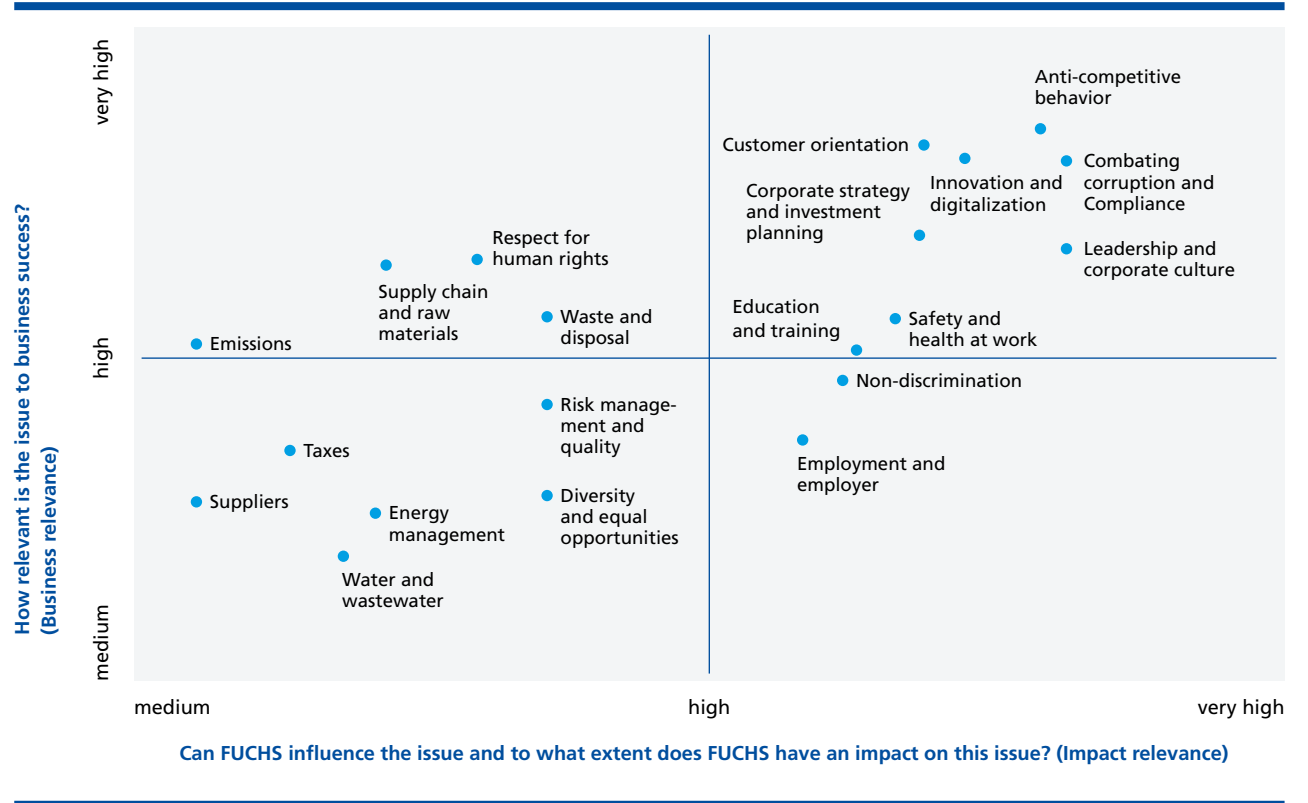 How relevant is the issue to business success?
(Business relevance)
very high
high
medium
Anti-competitive
behavior
Customer orientation
Innovation and
digitalization
Combating
corruption and
Compliance
Corporate strategy
and investment
planning
Leadership and
corporate culture
Respect for
human rights
Supply chain
and raw
materials
Waste and
disposal
Education
and training
Safety and
health at work
Emissions
Non-discrimination
Risk manage-
ment and
quality
Taxes
Employment and
employer
Suppliers
Energy
management
Diversity
and equal
opportunities
Water and
wastewater
medium
high
very high
Can FUCHS influence the issue and to what extent does FUCHS have an impact on this issue? (Impact relevance)